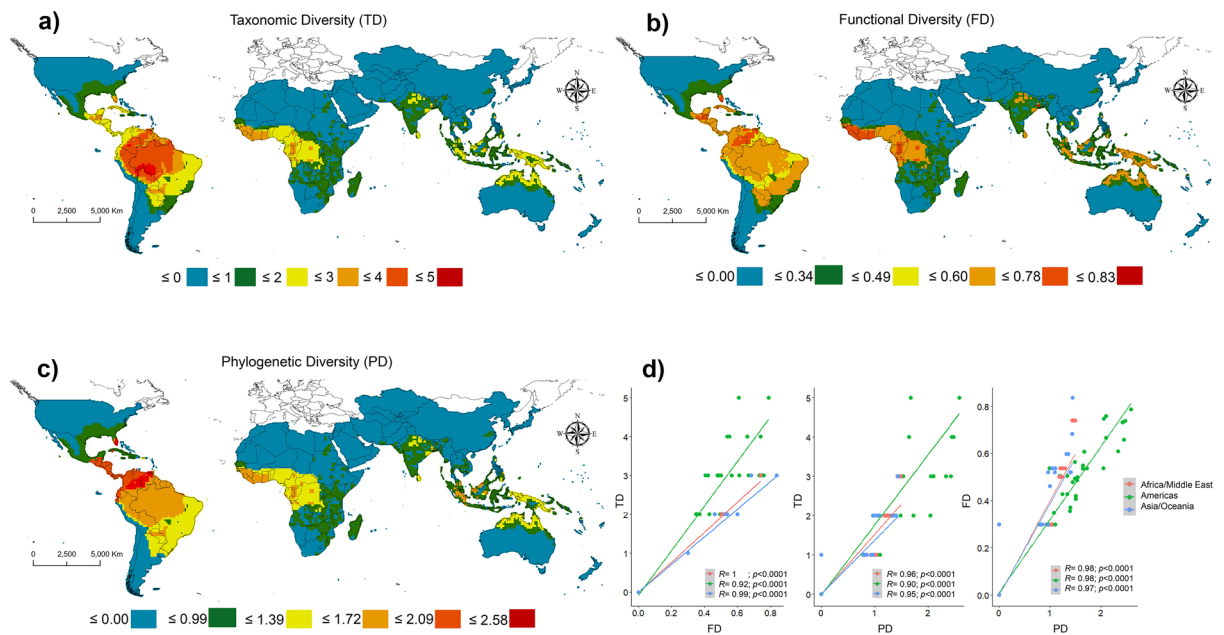 a)
Taxonomic Diversity (TD)
N
W E
S
0 2,500 5,000 Km
≤ 0 ≤ 1 ≤ 2 ≤ 3 ≤ 4 ≤ 5
b)
Functional Diversity (FD)
N
W E
S
0 2,500 5,000 Km
≤ 0.00 ≤ 0.34 ≤ 0.49 ≤ 0.60 ≤ 0.78 ≤ 0.83
c)
Phylogenetic Diversity (PD)
N
W E
S
0 2,500 5,000 Km
≤ 0.00 ≤ 0.99 ≤ 1.39 ≤ 1.72 ≤ 2.09 ≤ 2.58
d)
TD
5
4
3
2
1
0
R= 1 ; p<0.0001
R= 0.92; p<0.0001
R= 0.99; p<0.0001
0.0 0.2 0.4 0.6 0.8
FD
TD
5
4
3
2
1
0
R= 0.96; p<0.0001
R= 0.90; p<0.0001
R= 0.95; p<0.0001
0 1 2
PD
FD
0.8
0.6
0.4
0.2
0.0
R= 0.98; p<0.0001
R= 0.98; p<0.0001
R= 0.97; p<0.0001
0 1 2
PD
Africa/Middle East
Americas
Asia/Oceania